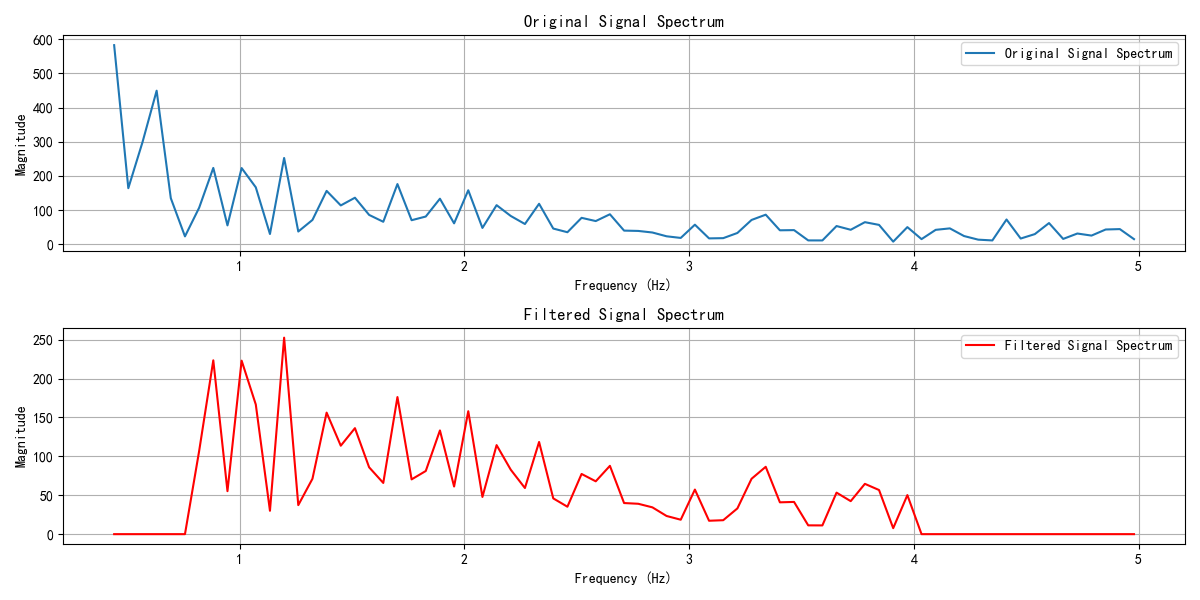 Original Signal Spectrum
Original Signal Spectrum
600
500
400
300
200
100
0
Magnitude
1 2 3 4 5
Frequency (Hz)
Filtered Signal Spectrum
Filtered Signal Spectrum
250
200
150
100
50
0
Magnitude
1 2 3 4 5
Frequency (Hz)